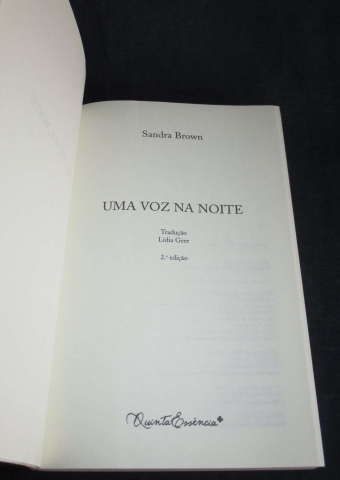 Sandra Brown
UMA VOZ NA NOITE
Tradução
Lídia Geer
2.ª edição
QuintaEssência